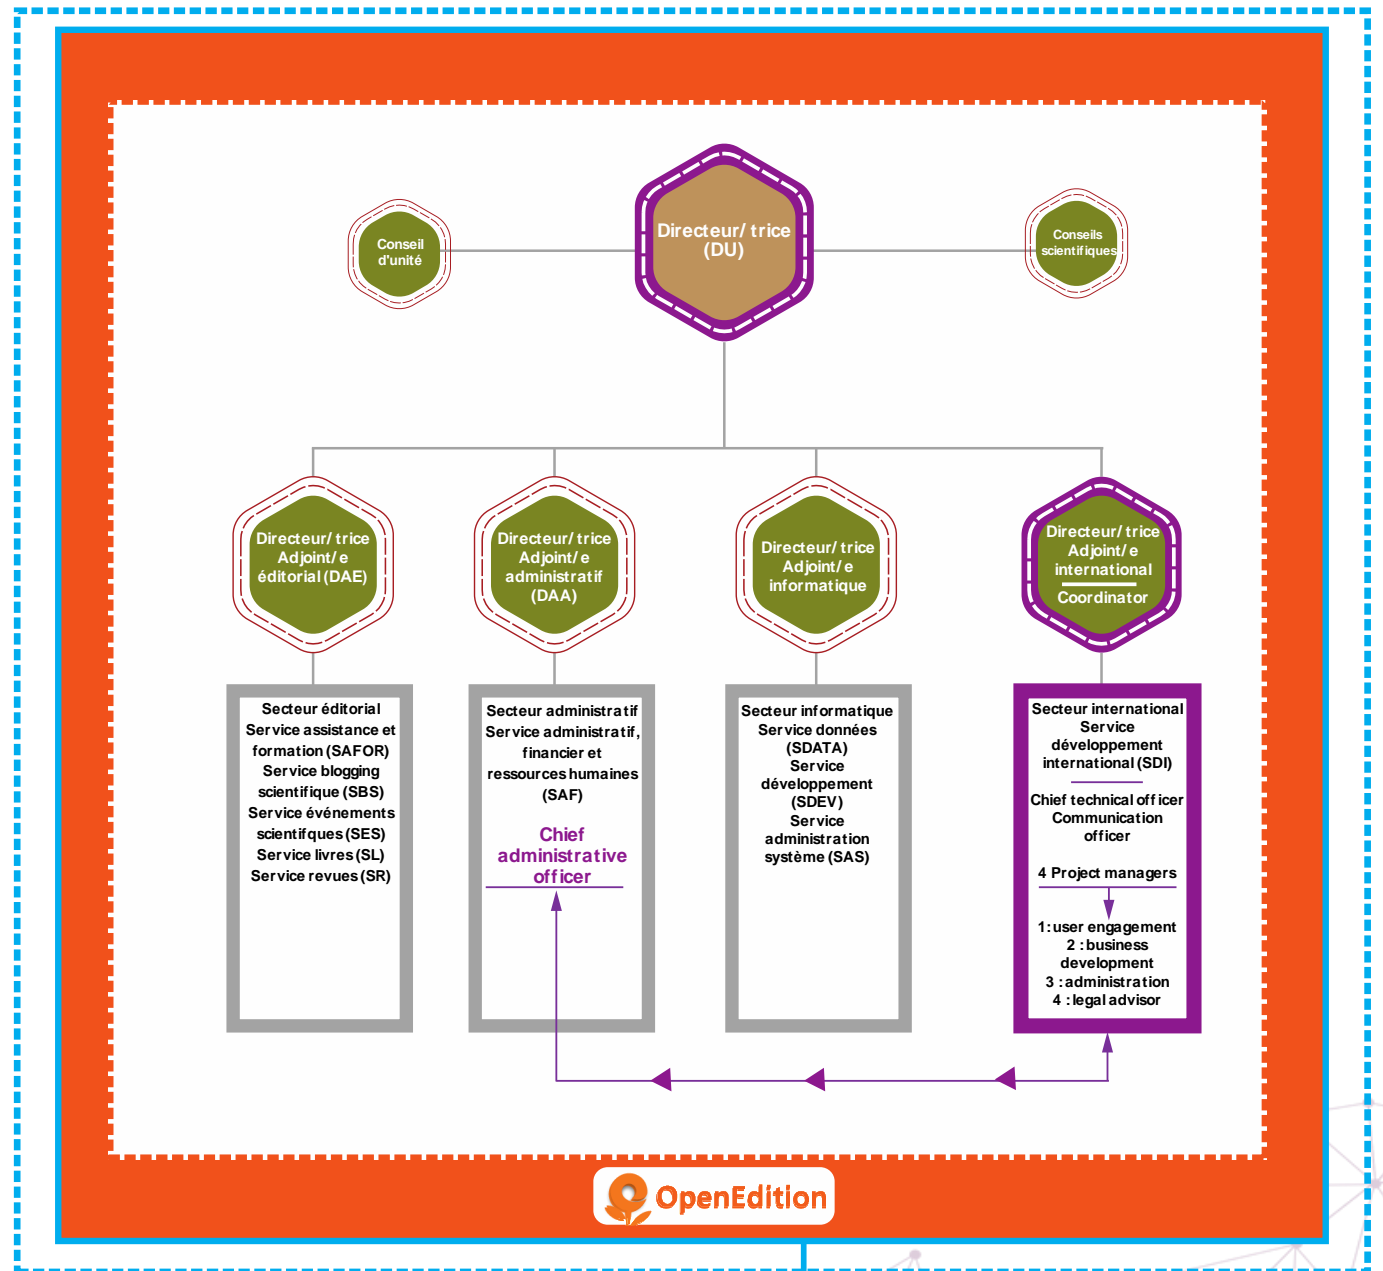 Directeur/ trice
(DU)
Conseil
d'unité
Conseils
scientifiques
Directeur/ trice
Adjoint/ e
éditorial (DAE)
Directeur/ trice
Adjoint/ e
administratif
(DAA)
Directeur/ trice
Adjoint/ e
informatique
Directeur/ trice
Adjoint/ e
international
Coordinator
Secteur éditorial
Service assistance et
formation (SAFOR)
Service blogging
scientifique (SBS)
Service événements
scientifques (SES)
Service livres (SL)
Service revues (SR)
Secteur administratif
Service administratif,
financier et
ressources humaines
(SAF)
Chief
administrative
officer
Secteur informatique
Service données
(SDATA)
Service
développement
(SDEV)
Service
administration
système (SAS)
Secteur international
Service
développement
international (SDI)
Chief technical officer
Communication
officer
4 Project managers
1: user engagement
2 : business
development
3 : administration
4 : legal advisor
OpenEdition